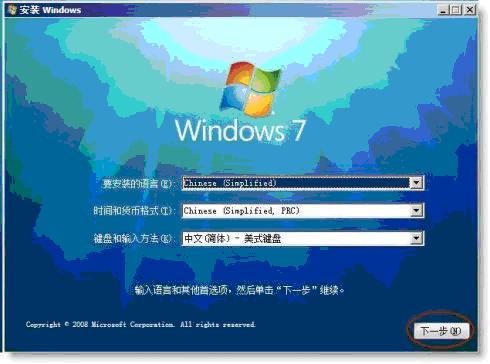 安装 Windows
Windows 7
要安装的语言(E): Chinese (Simplified)
时间和货币格式(T): Chinese (Simplified, PRC)
键盘和输入方法(K): 中文(简体) - 美式键盘
输入语言和其他首选项，然后单击“下一步”继续。
Copyright © 2008 Microsoft Corporation. All rights reserved.
下一步(N)